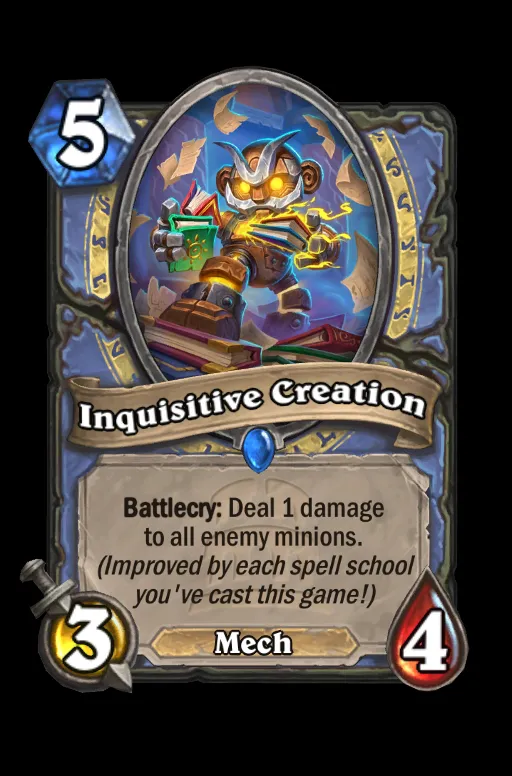 5
Inquisitive Creation
Battlecry: Deal 1 damage
to all enemy minions.
(Improved by each spell school
you've cast this game!)
3
Mech
4